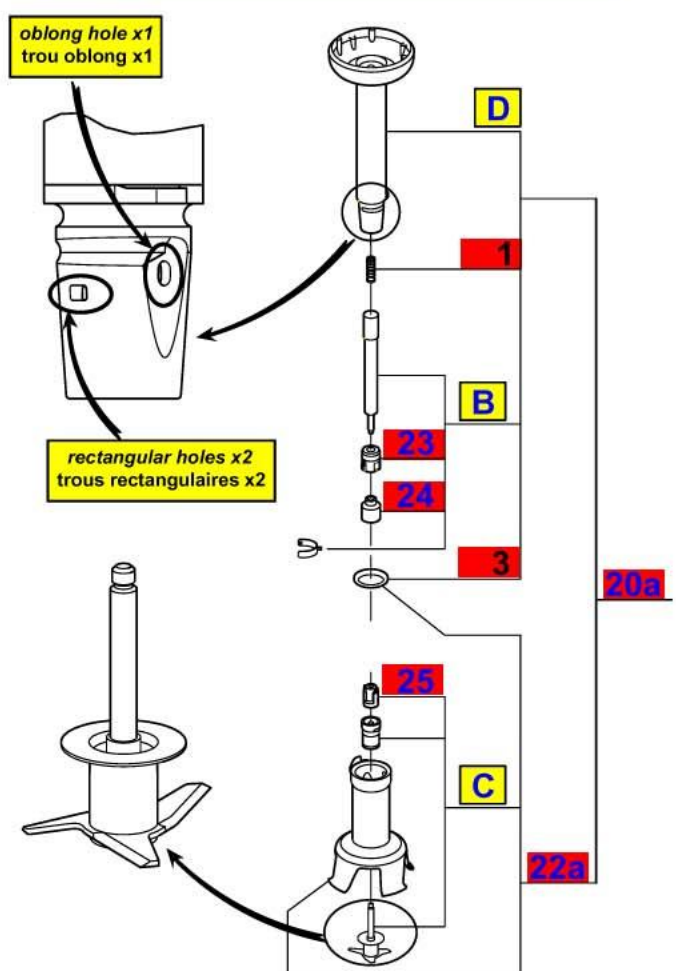 oblong hole x1
trou oblong x1
D
1
B
23
rectangular holes x2
trous rectangulaires x2
24
3
20a
25
C
22a